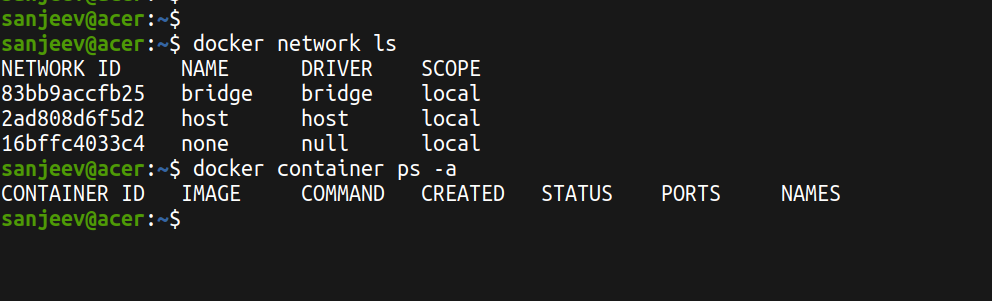 sanjeev@acer:~$
sanjeev@acer:~$
sanjeev@acer:~$ docker network ls
NETWORK ID     NAME      DRIVER    SCOPE
83bb9accfb25   bridge    bridge    local
2ad808d6f5d2   host      host      local
16bffc4033c4   none      null      local
sanjeev@acer:~$ docker container ps -a
CONTAINER ID   IMAGE     COMMAND   CREATED   STATUS    PORTS     NAMES
sanjeev@acer:~$